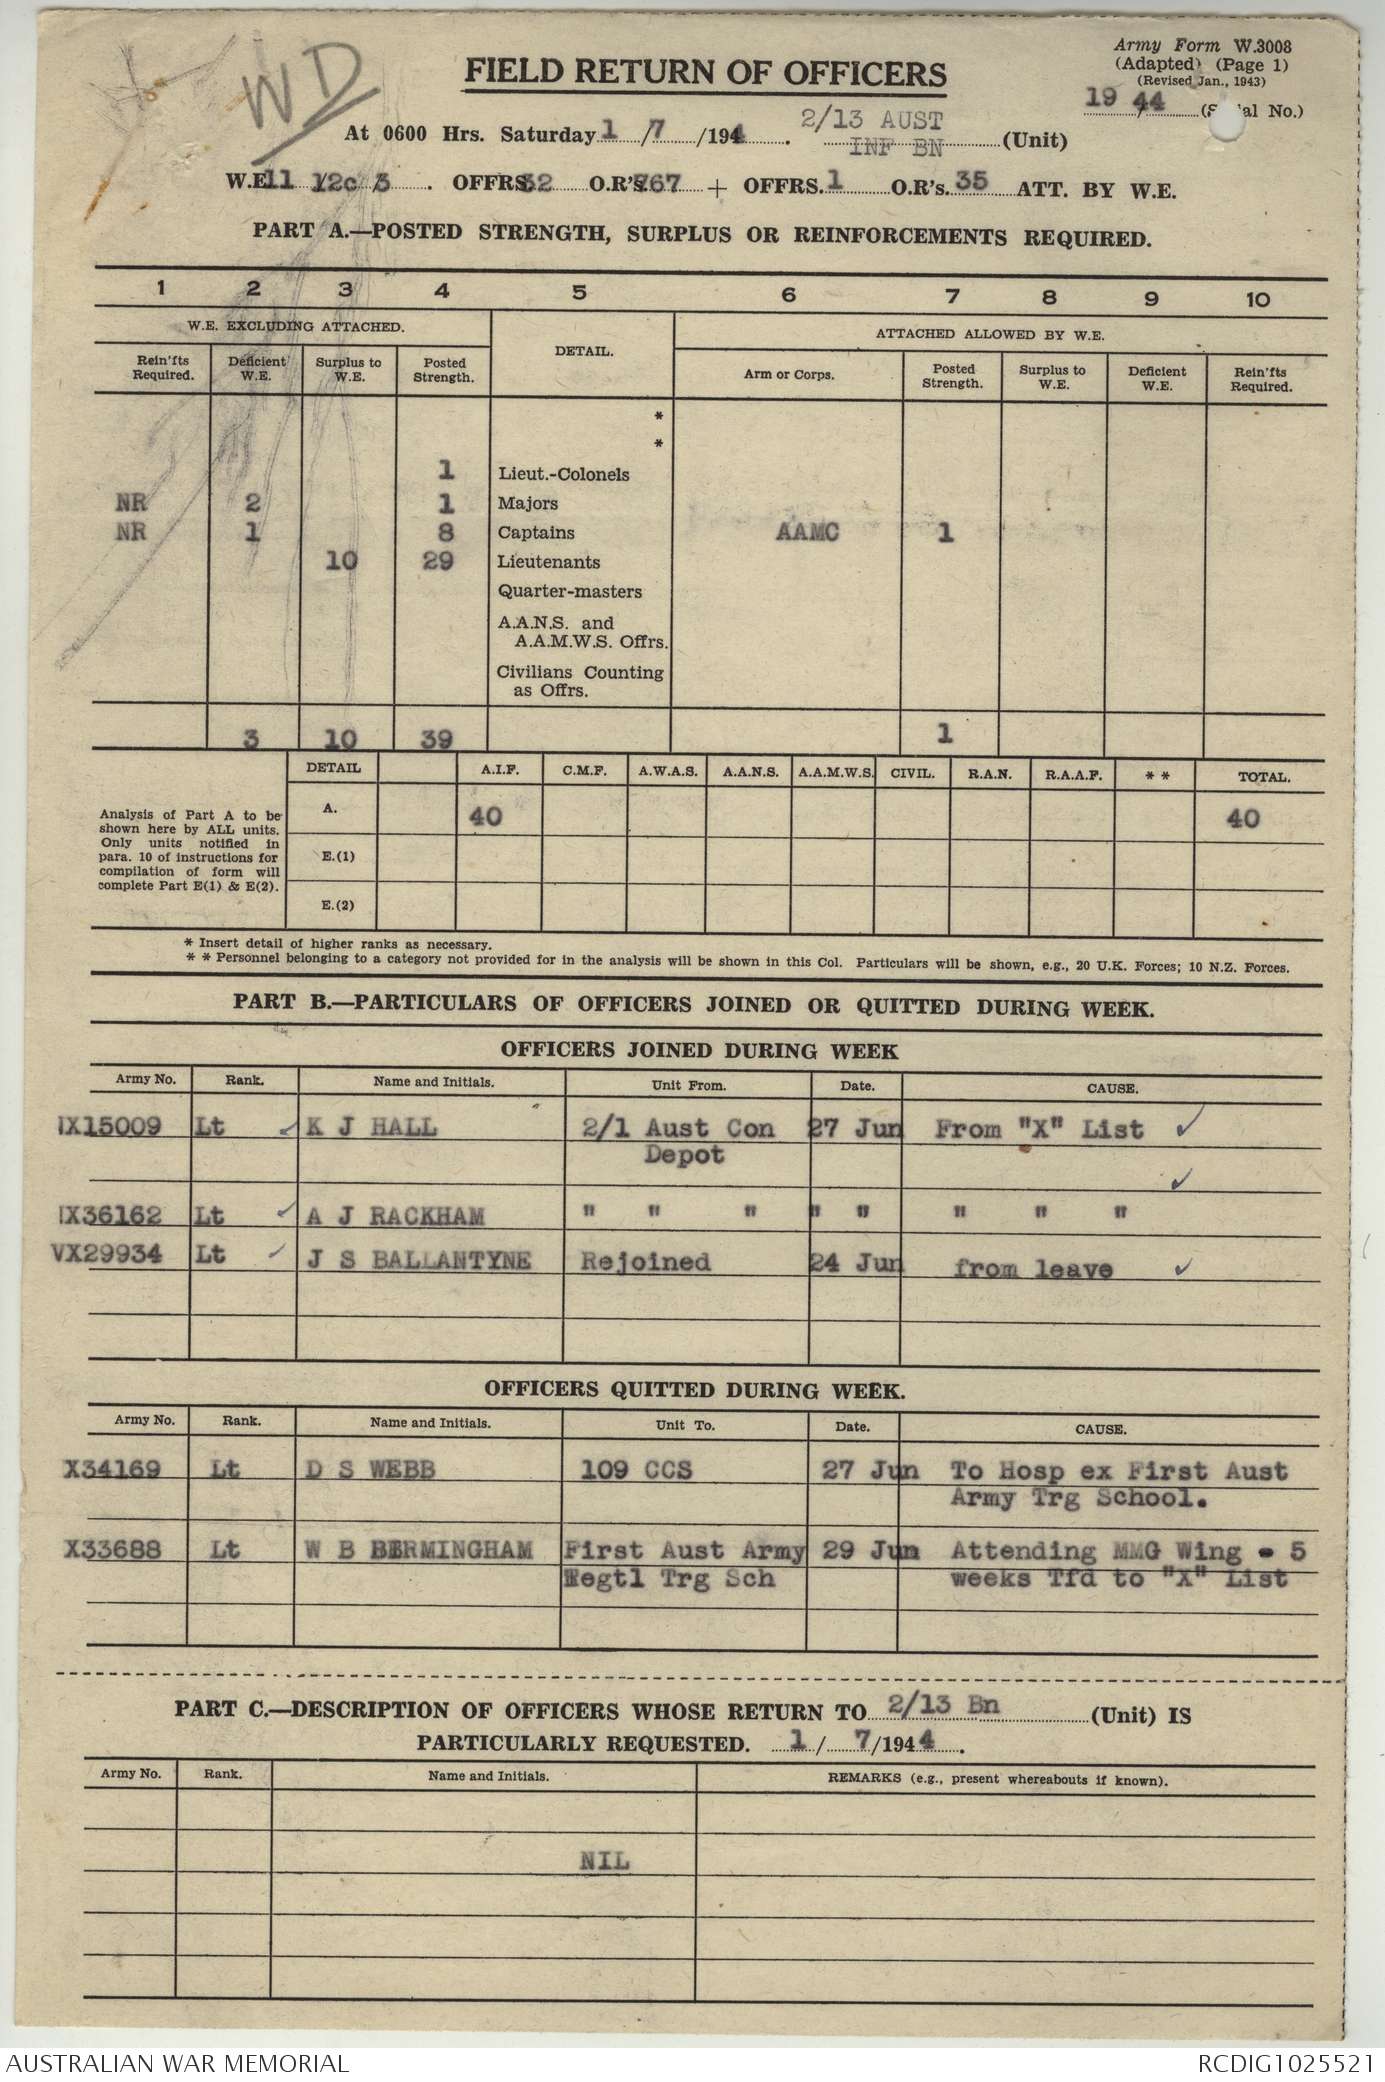 WD
Army Form W.3008
(Adapted) (Page 1)
(Revised Jan., 1943)
FIELD RETURN OF OFFICERS
19/44 (Serial No.)
At 0600 Hrs. Saturday 1/7/1944. 2/13 AUST INF BN (Unit)
W.E. 11/12c/3. OFFRS. 32 O.R's. 767 + OFFRS. 1 O.R's. 35 ATT. BY W.E.
PART A.—POSTED STRENGTH, SURPLUS OR REINFORCEMENTS REQUIRED.
1 2 3 4 5 6 7 8 9 10
W.E. EXCLUDING ATTACHED. DETAIL. ATTACHED ALLOWED BY W.E.
Rein'fts Required. Deficient W.E. Surplus to W.E. Posted Strength. Arm or Corps. Posted Strength. Surplus to W.E. Deficient W.E. Rein'fts Required.
*
*
1 Lieut.-Colonels
NR 2 1 Majors
NR 1 8 Captains AAMC 1
10 29 Lieutenants
Quarter-masters
A.A.N.S. and
A.A.M.W.S. Offrs.
Civilians Counting
as Offrs.
3 10 39 1
DETAIL A.I.F. C.M.F. A.W.A.S. A.A.N.S. A.A.M.W.S. CIVIL. R.A.N. R.A.A.F. * * TOTAL.
Analysis of Part A to be
shown here by ALL units.
Only units notified in
para. 10 of instructions for
compilation of form will
complete Part E(1) & E(2).
A. 40 40
E.(1)
E.(2)
* Insert detail of higher ranks as necessary.
* * Personnel belonging to a category not provided for in the analysis will be shown in this Col. Particulars will be shown, e.g., 20 U.K. Forces; 10 N.Z. Forces.
PART B.—PARTICULARS OF OFFICERS JOINED OR QUITTED DURING WEEK.
OFFICERS JOINED DURING WEEK
Army No. Rank. Name and Initials. Unit From. Date. CAUSE.
X15009 Lt ✓ K J HALL 2/1 Aust Con 27 Jun From "X" List ✓
Depot
✓
X36162 Lt ✓ A J RACKHAM " " " " " " " "
VX29934 Lt ✓ J S BALLANTYNE Rejoined 24 Jun from leave ✓
OFFICERS QUITTED DURING WEEK.
Army No. Rank. Name and Initials. Unit To. Date. CAUSE.
X34169 Lt D S WEBB 109 CCS 27 Jun To Hosp ex First Aust
Army Trg School.
X33688 Lt W B BIRMINGHAM First Aust Army 29 Jun Attending MMG Wing - 5
Regtl Trg Sch weeks Tfd to "X" List
PART C.—DESCRIPTION OF OFFICERS WHOSE RETURN TO 2/13 Bn (Unit) IS
PARTICULARLY REQUESTED. 1/7/1944.
Army No. Rank. Name and Initials. REMARKS (e.g., present whereabouts if known).
NIL
AUSTRALIAN WAR MEMORIAL RCDIG1025521